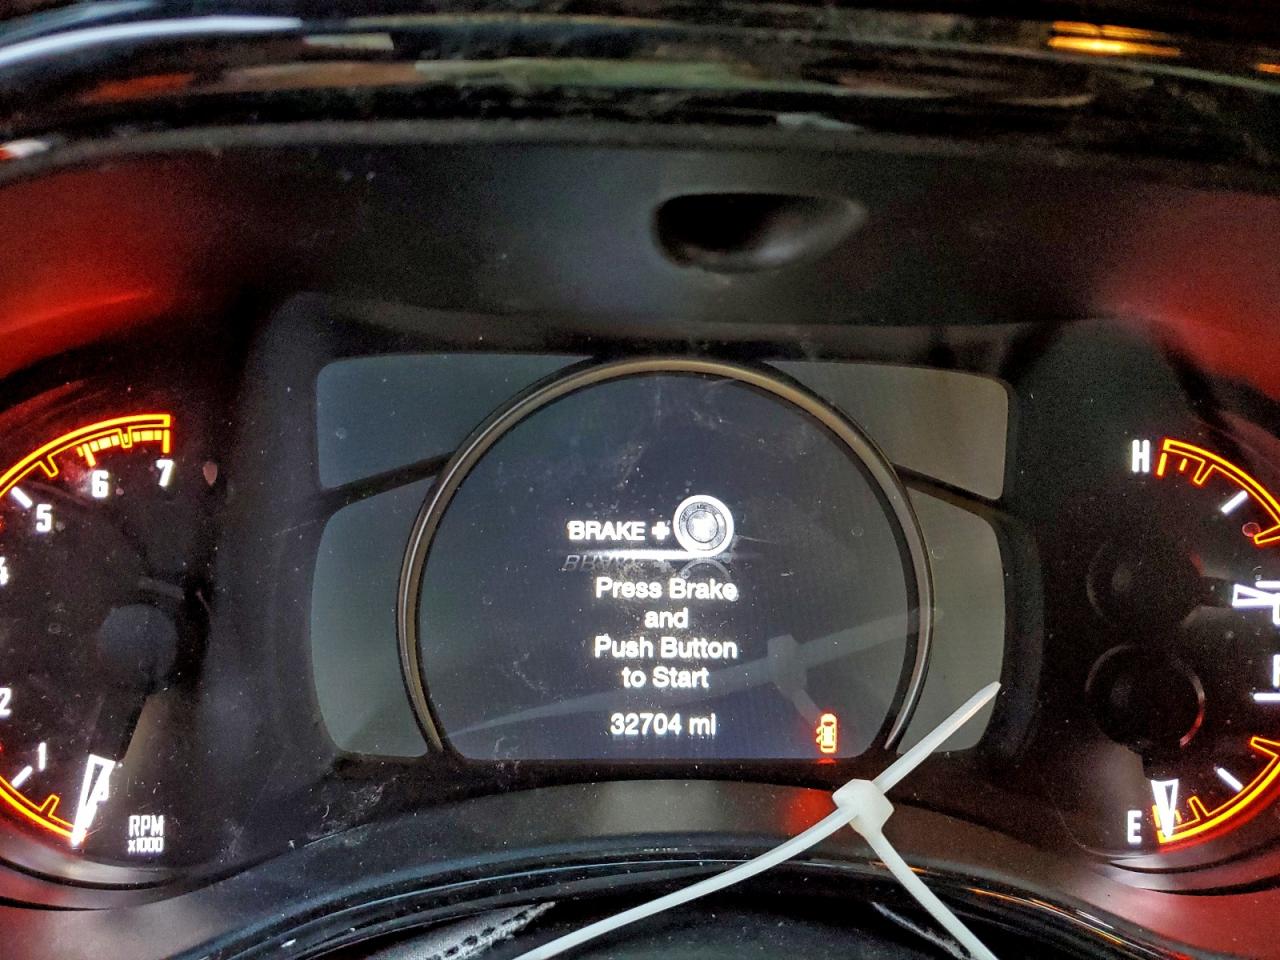 H
7
6
5
BRAKE +
Press Brake
and
Push Button
to Start
32704 mi
2
1
RPM
x1000
E